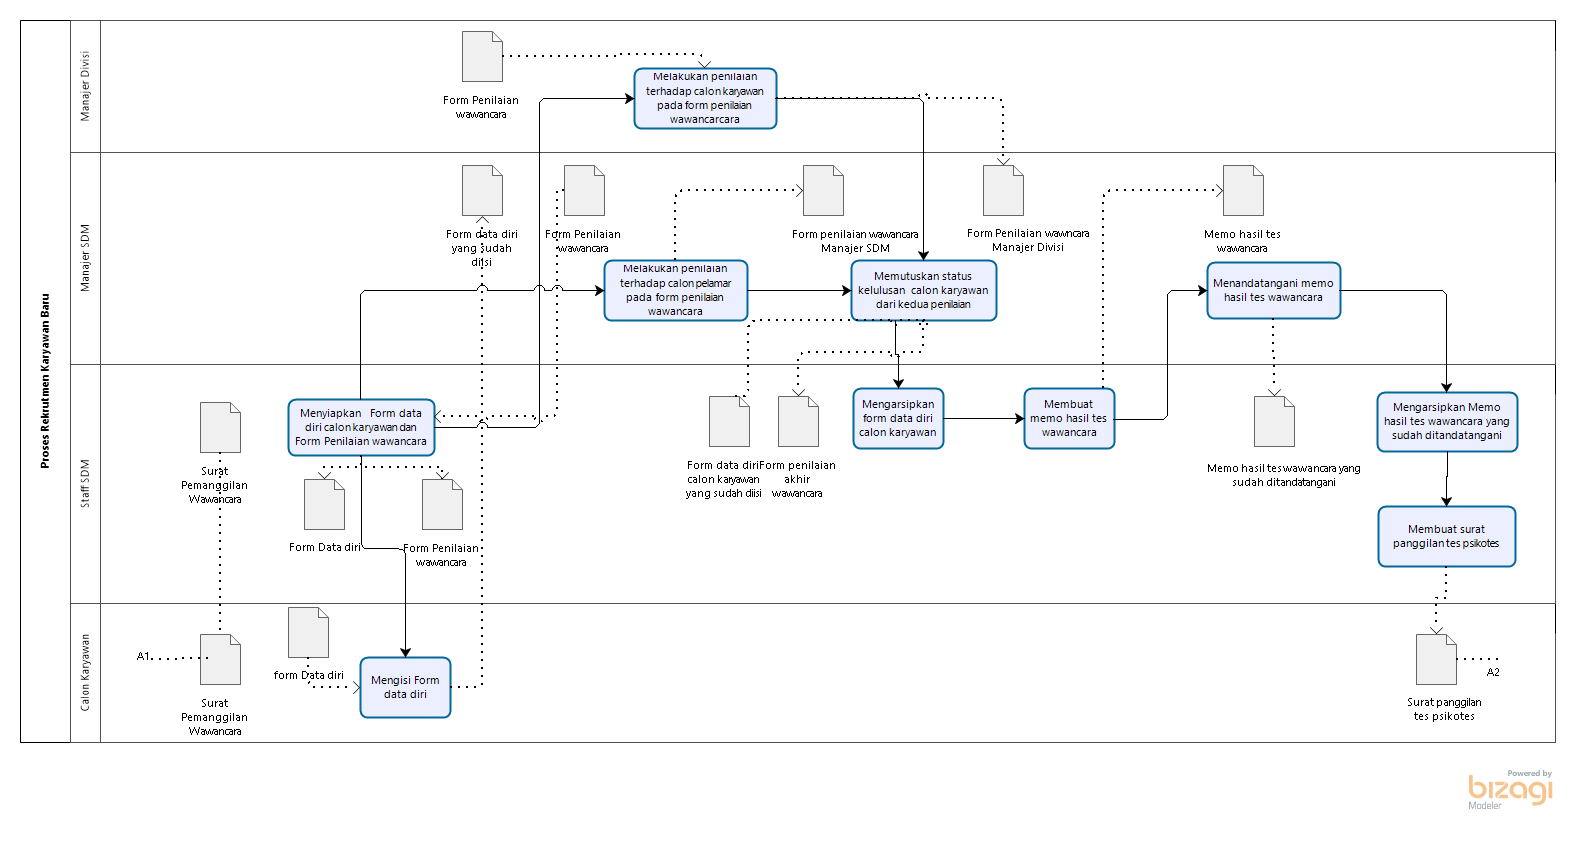 Proses Rekrutmen Karyawan Baru
Manajer Divisi
Form Penilaian
wawancara
Melakukan penilaian
terhadap calon karyawan
pada form penilaian
wawancarcara
Manajer SDM
Form data diri
yang sudah
diisi
Form Penilaian
wawancara
Form penilaian wawancara
Manajer SDM
Form Penilaian wawncara
Manajer Divisi
Memo hasil tes
wawancara
Melakukan penilaian
terhadap calon pelamar
pada form penilaian
wawancara
Memutuskan status
kelulusan calon karyawan
dari kedua penilaian
Menandatangani memo
hasil tes wawancara
Staff SDM
Surat
Pemanggilan
Wawancara
Menyiapkan Form data
diri calon karyawan dan
Form Penilaian wawancara
Form Data diri
Form Penilaian
wawancara
Form data diri
calon karyawan
yang sudah diisi
Form penilaian
akhir
wawancara
Mengarsipkan
form data diri
calon karyawan
Membuat
memo hasil tes
wawancara
Memo hasil tes wawancara yang
sudah ditandatangani
Mengarsipkan Memo
hasil tes wawancara yang
sudah ditandatangani
Membuat surat
panggilan tes psikotes
Calon Karyawan
A1
Surat
Pemanggilan
Wawancara
form Data diri
Mengisi Form
data diri
Surat panggilan
tes psikotes
A2
Powered by
bizagi
Modeler